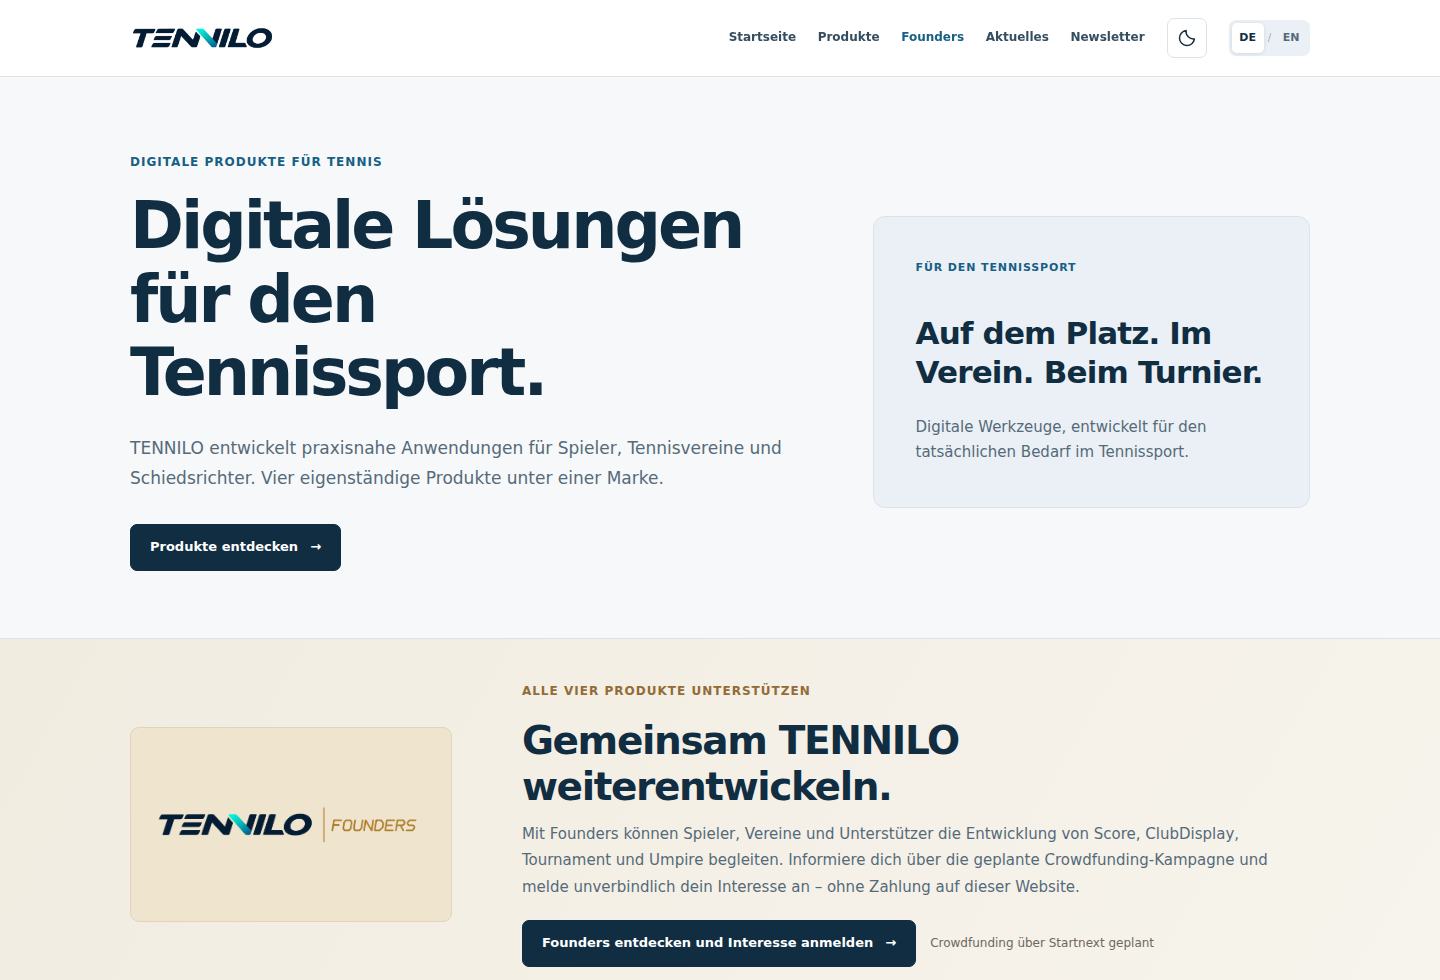 TENNILO
Startseite Produkte Founders Aktuelles Newsletter DE / EN
DIGITALE PRODUKTE FÜR TENNIS
Digitale Lösungen
für den
Tennissport.
TENNILO entwickelt praxisnahe Anwendungen für Spieler, Tennisvereine und
Schiedsrichter. Vier eigenständige Produkte unter einer Marke.
Produkte entdecken →
FÜR DEN TENNISSPORT
Auf dem Platz. Im
Verein. Beim Turnier.
Digitale Werkzeuge, entwickelt für den
tatsächlichen Bedarf im Tennissport.
TENNILO | FOUNDERS
ALLE VIER PRODUKTE UNTERSTÜTZEN
Gemeinsam TENNILO
weiterentwickeln.
Mit Founders können Spieler, Vereine und Unterstützer die Entwicklung von Score, ClubDisplay,
Tournament und Umpire begleiten. Informiere dich über die geplante Crowdfunding-Kampagne und
melde unverbindlich dein Interesse an – ohne Zahlung auf dieser Website.
Founders entdecken und Interesse anmelden →
Crowdfunding über Startnext geplant